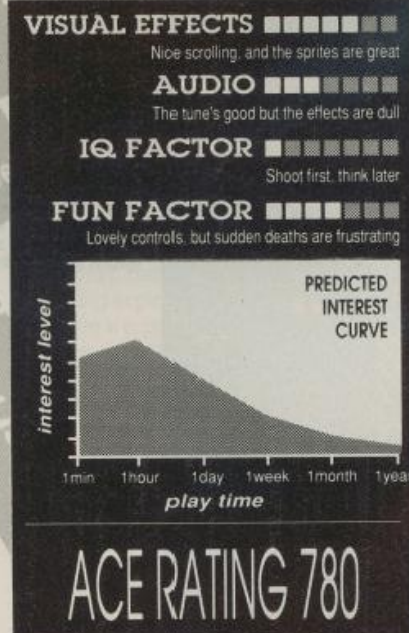 VISUAL EFFECTS
Nice scrolling, and the sprites are great
AUDIO
The tune's good but the effects are dull
IQ FACTOR
Shoot first, think later
FUN FACTOR
Lovely controls, but sudden deaths are frustrating
PREDICTED
INTEREST
CURVE
interest level
1min 1hour 1day 1week 1month 1year
play time
ACE RATING 780